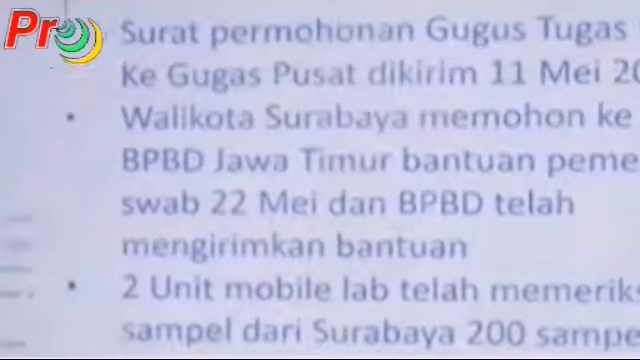 Pro
Surat permohonan Gugus Tugas
Ke Gugas Pusat dikirim 11 Mei
• Walikota Surabaya memohon ke
BPBD Jawa Timur bantuan
swab 22 Mei dan BPBD telah
mengirimkan bantuan
• 2 Unit mobile lab telah
sampel dari Surabaya 200